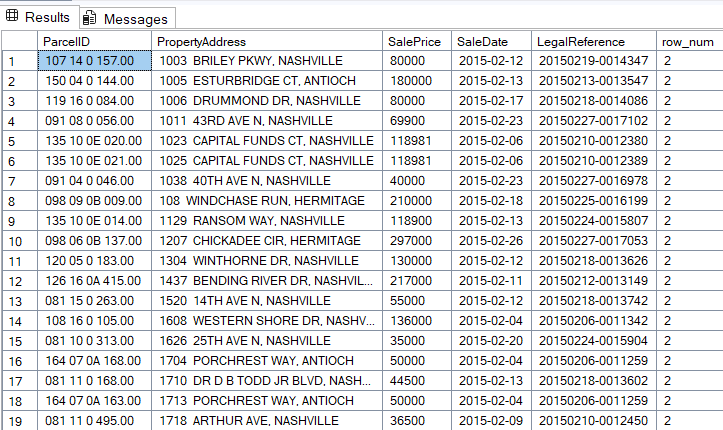 Results Messages
ParcelID PropertyAddress SalePrice SaleDate LegalReference row_num
1 107 14 0 157.00 1003 BRILEY PKWY, NASHVILLE 80000 2015-02-12 20150219-0014347 2
2 150 04 0 144.00 1005 ESTURBRIDGE CT, ANTIOCH 180000 2015-02-13 20150213-0013547 2
3 119 16 0 084.00 1006 DRUMMOND DR, NASHVILLE 80000 2015-02-17 20150218-0014086 2
4 091 08 0 056.00 1011 43RD AVE N, NASHVILLE 69900 2015-02-23 20150227-0017102 2
5 135 10 0E 020.00 1023 CAPITAL FUNDS CT, NASHVILLE 118981 2015-02-06 20150210-0012380 2
6 135 10 0E 021.00 1025 CAPITAL FUNDS CT, NASHVILLE 118981 2015-02-06 20150210-0012389 2
7 091 04 0 046.00 1038 40TH AVE N, NASHVILLE 40000 2015-02-23 20150227-0016978 2
8 098 09 0B 009.00 108 WINDCHASE RUN, HERMITAGE 210000 2015-02-18 20150225-0016199 2
9 135 10 0E 014.00 1129 RANSOM WAY, NASHVILLE 118900 2015-02-13 20150224-0015807 2
10 098 06 0B 137.00 1207 CHICKADEE CIR, HERMITAGE 297000 2015-02-26 20150227-0017053 2
11 120 05 0 183.00 1304 WINTHORNE DR, NASHVILLE 130000 2015-02-12 20150218-0013626 2
12 126 16 0A 415.00 1437 BENDING RIVER DR, NASHVIL... 217000 2015-02-11 20150212-0013149 2
13 081 15 0 263.00 1520 14TH AVE N, NASHVILLE 55000 2015-02-12 20150218-0013742 2
14 108 16 0 105.00 1608 WESTERN SHORE DR, NASHV... 136000 2015-02-04 20150206-0011342 2
15 081 10 0 313.00 1626 25TH AVE N, NASHVILLE 35000 2015-02-20 20150224-0015904 2
16 164 07 0A 168.00 1704 PORCHREST WAY, ANTIOCH 50000 2015-02-04 20150206-0011259 2
17 081 11 0 168.00 1710 DR D B TODD JR BLVD, NASH... 44500 2015-02-13 20150218-0013602 2
18 164 07 0A 163.00 1713 PORCHREST WAY, ANTIOCH 50000 2015-02-04 20150206-0011259 2
19 081 11 0 495.00 1718 ARTHUR AVE, NASHVILLE 36500 2015-02-09 20150210-0012450 2